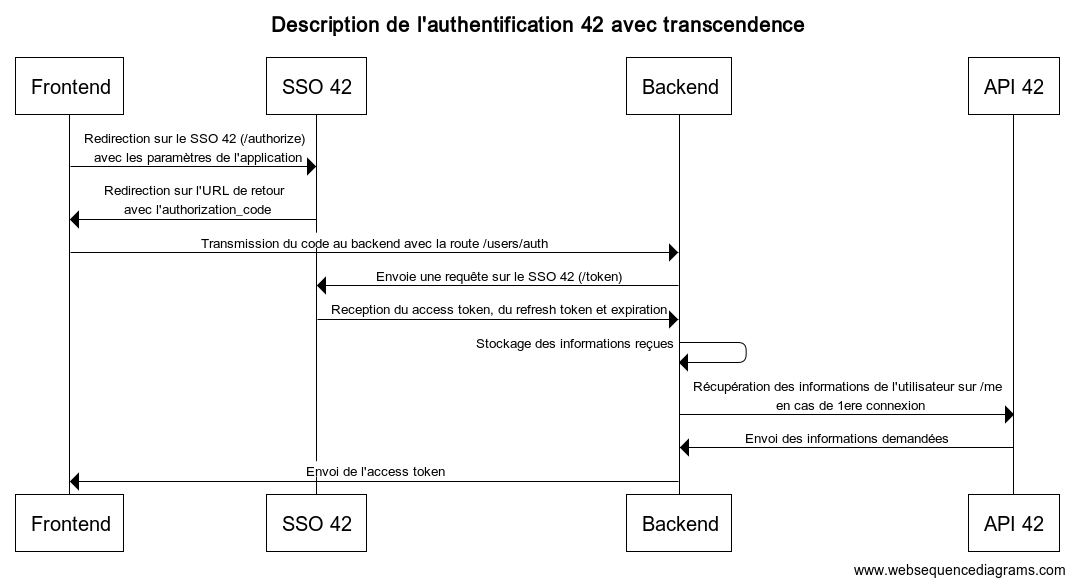 Description de l'authentification 42 avec transcendence
Frontend
SSO 42
Backend
API 42
Redirection sur le SSO 42 (/authorize)
avec les paramètres de l'application
Redirection sur l'URL de retour
avec l'authorization_code
Transmission du code au backend avec la route /users/auth
Envoie une requête sur le SSO 42 (/token)
Reception du access token, du refresh token et expiration
Stockage des informations reçues
Récupération des informations de l'utilisateur sur /me
en cas de 1ere connexion
Envoi des informations demandées
Envoi de l'access token
Frontend
SSO 42
Backend
API 42
www.websequencediagrams.com